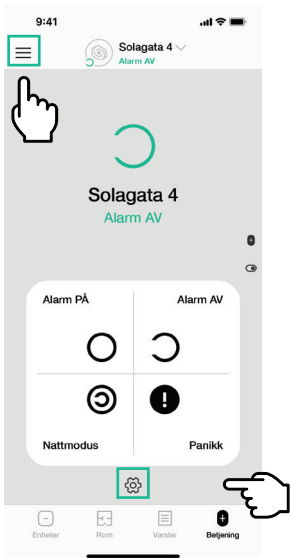 9:41
Solagata 4
Alarm AV
Solagata 4
Alarm AV
Alarm PÅ
Alarm AV
Nattmodus
Panikk
Enheter
Rom
Varsler
Betjening